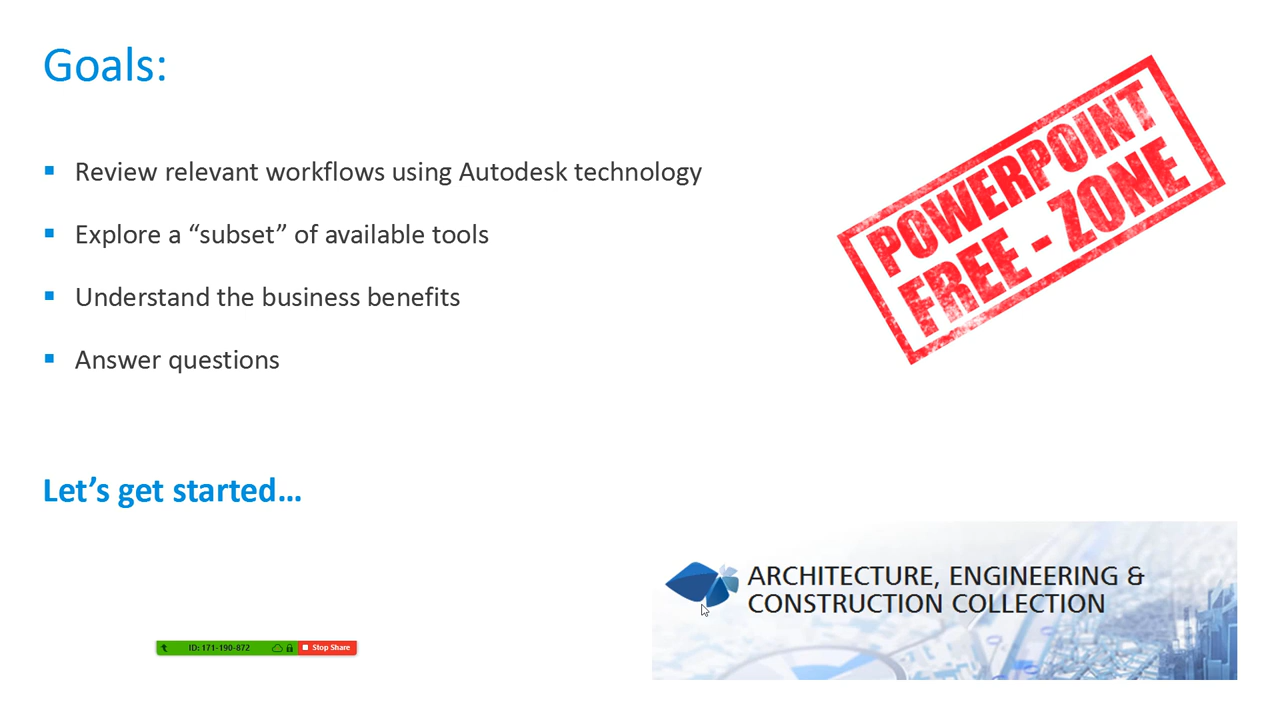 Goals:
Review relevant workflows using Autodesk technology
Explore a “subset” of available tools
Understand the business benefits
Answer questions
Let’s get started…
POWERPOINT
FREE - ZONE
ARCHITECTURE, ENGINEERING &
CONSTRUCTION COLLECTION
ID: 171-190-872
Stop Share